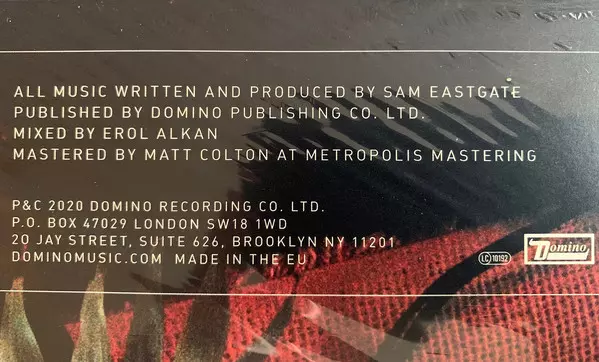 ALL MUSIC WRITTEN AND PRODUCED BY SAM EASTGATE
PUBLISHED BY DOMINO PUBLISHING CO. LTD.
MIXED BY EROL ALKAN
MASTERED BY MATT COLTON AT METROPOLIS MASTERING
P&C 2020 DOMINO RECORDING CO. LTD.
P.O. BOX 47029 LONDON SW18 1WD
20 JAY STREET, SUITE 626, BROOKLYN NY 11201
DOMINOMUSIC.COM MADE IN THE EU
LC 10192
Domino